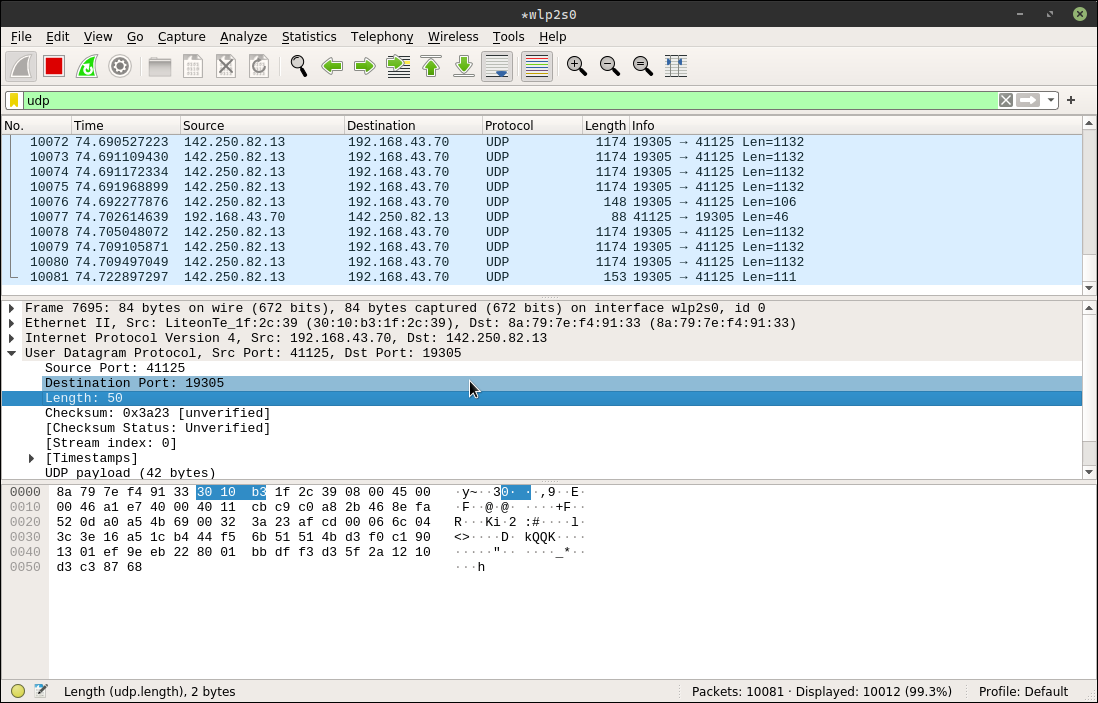 *wlp2s0
File Edit View Go Capture Analyze Statistics Telephony Wireless Tools Help
udp
No. Time Source Destination Protocol Length Info
10072 74.690527223 142.250.82.13 192.168.43.70 UDP 1174 19305 → 41125 Len=1132
10073 74.691109430 142.250.82.13 192.168.43.70 UDP 1174 19305 → 41125 Len=1132
10074 74.691172334 142.250.82.13 192.168.43.70 UDP 1174 19305 → 41125 Len=1132
10075 74.691968899 142.250.82.13 192.168.43.70 UDP 1174 19305 → 41125 Len=1132
10076 74.692277876 142.250.82.13 192.168.43.70 UDP 148 19305 → 41125 Len=106
10077 74.702614639 192.168.43.70 142.250.82.13 UDP 88 41125 → 19305 Len=46
10078 74.705048072 142.250.82.13 192.168.43.70 UDP 1174 19305 → 41125 Len=1132
10079 74.709105871 142.250.82.13 192.168.43.70 UDP 1174 19305 → 41125 Len=1132
10080 74.709497049 142.250.82.13 192.168.43.70 UDP 1174 19305 → 41125 Len=1132
10081 74.722897297 142.250.82.13 192.168.43.70 UDP 153 19305 → 41125 Len=111
Frame 7695: 84 bytes on wire (672 bits), 84 bytes captured (672 bits) on interface wlp2s0, id 0
Ethernet II, Src: LiteonTe_1f:2c:39 (30:10:b3:1f:2c:39), Dst: 8a:79:7e:f4:91:33 (8a:79:7e:f4:91:33)
Internet Protocol Version 4, Src: 192.168.43.70, Dst: 142.250.82.13
User Datagram Protocol, Src Port: 41125, Dst Port: 19305
Source Port: 41125
Destination Port: 19305
Length: 50
Checksum: 0x3a23 [unverified]
[Checksum Status: Unverified]
[Stream index: 0]
[Timestamps]
UDP payload (42 bytes)
0000 8a 79 7e f4 91 33 30 10 b3 1f 2c 39 08 00 45 00 ·y~··30· ··,9··E·
0010 00 46 a1 e7 40 00 40 11 cb c9 c0 a8 2b 46 8e fa ·F··@·@· ····+F··
0020 52 0d a0 a5 4b 69 00 32 3a 23 af cd 00 06 6c 04 R···Ki·2 :#····l·
0030 3c 3e 16 a5 1c b4 44 f5 6b 51 51 4b d3 f0 c1 90 <>····D· kQQK····
0040 13 01 ef 9e eb 22 80 01 bb df f3 d3 5f 2a 12 10 ·····"·· ····_*··
0050 d3 c3 87 68 ···h
Length (udp.length), 2 bytes Packets: 10081 · Displayed: 10012 (99.3%) Profile: Default